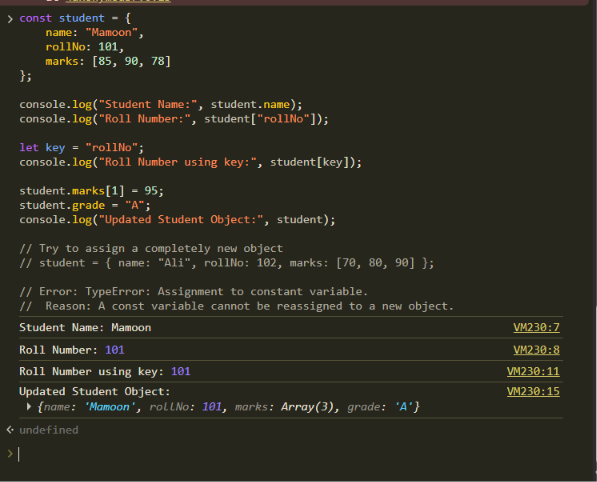 const student = {
    name: "Mamoon",
    rollNo: 101,
    marks: [85, 90, 78]
};

console.log("Student Name:", student.name);
console.log("Roll Number:", student["rollNo"]);

let key = "rollNo";
console.log("Roll Number using key:", student[key]);

student.marks[1] = 95;
student.grade = "A";
console.log("Updated Student Object:", student);

// Try to assign a completely new object
// student = { name: "Ali", rollNo: 102, marks: [70, 80, 90] };

// Error: TypeError: Assignment to constant variable.
//  Reason: A const variable cannot be reassigned to a new object.
Student Name: Mamoon VM230:7
Roll Number: 101 VM230:8
Roll Number using key: 101 VM230:11
Updated Student Object: VM230:15
{name: 'Mamoon', rollNo: 101, marks: Array(3), grade: 'A'}
undefined